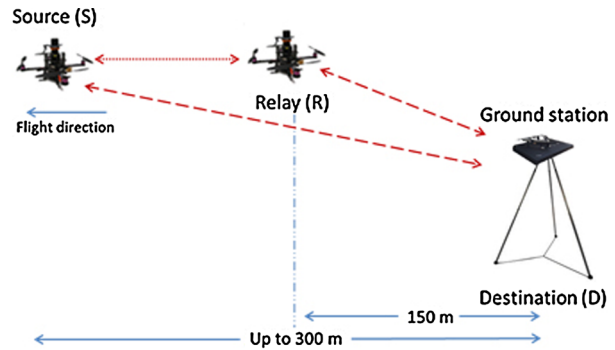 Source (S)
Relay (R)
Flight direction
Ground station
Destination (D)
150 m
Up to 300 m